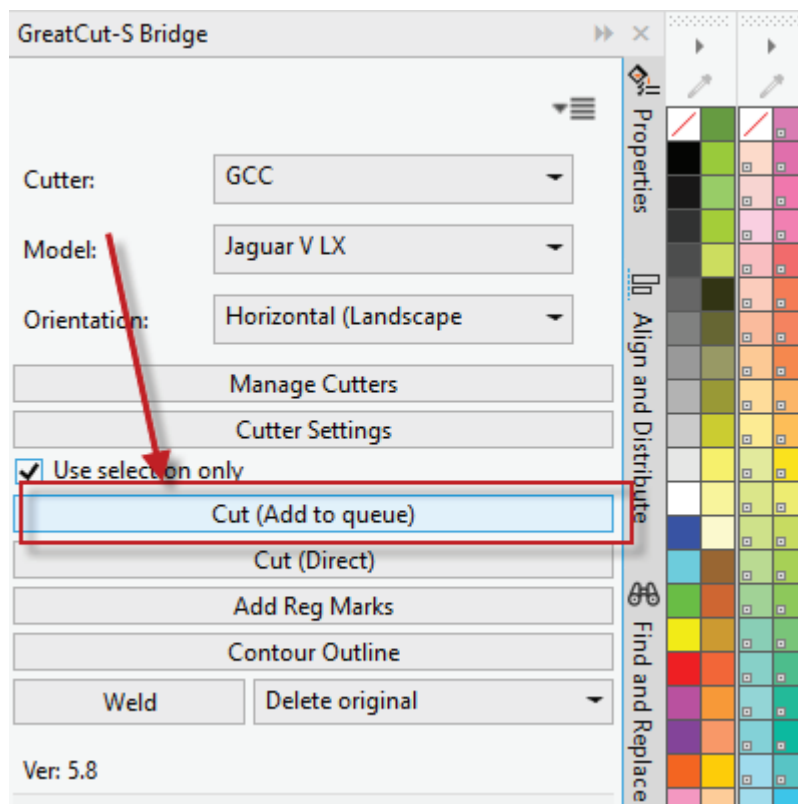 GreatCut-S Bridge
Cutter: GCC
Model: Jaguar V LX
Orientation: Horizontal (Landscape
Manage Cutters
Cutter Settings
Use selection only
Cut (Add to queue)
Cut (Direct)
Add Reg Marks
Contour Outline
Weld Delete original
Ver: 5.8
Properties
Align and Distribute
Find and Replace